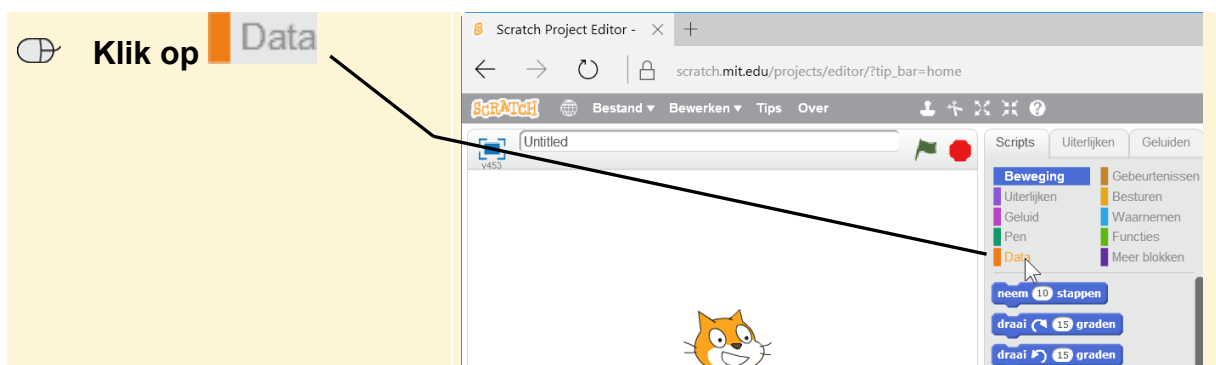 Klik op Data
Scratch Project Editor -
scratch.mit.edu/projects/editor/?tip_bar=home
SCRATCH Bestand Bewerken Tips Over
v453
Untitled
Scripts Uiterlijken Geluiden
Beweging Gebeurtenissen
Uiterlijken Besturen
Geluid Waarnemen
Pen Functies
Data Meer blokken
neem 10 stappen
draai 15 graden
draai 15 graden